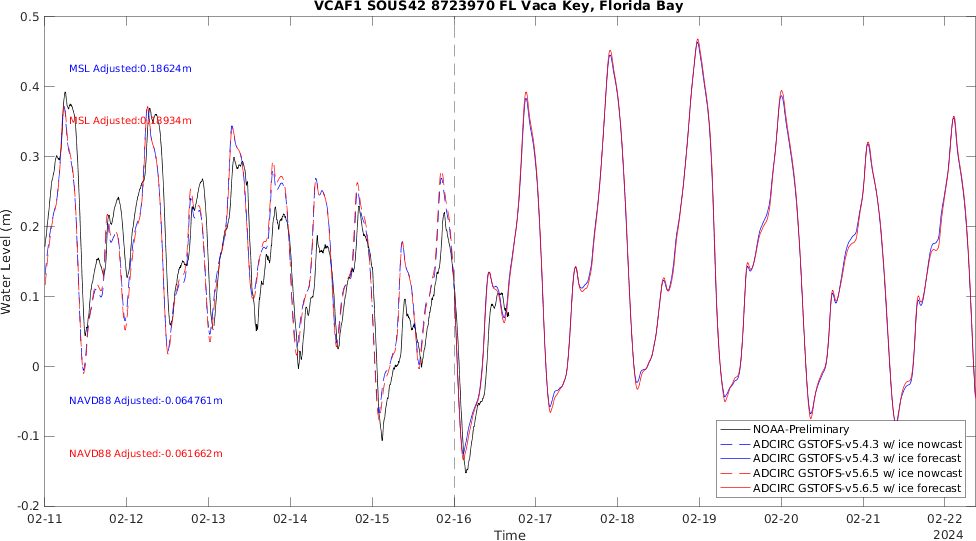 VCAF1 SOUS42 8723970 FL Vaca Key, Florida Bay
Water Level (m)
0.5
0.4
0.3
0.2
0.1
0
-0.1
-0.2
MSL Adjusted:0.18624m
MSL Adjusted:0.18934m
NAVD88 Adjusted:-0.064761m
NAVD88 Adjusted:-0.061662m
NOAA-Preliminary
ADCIRC GSTOFS-v5.4.3 w/ ice nowcast
ADCIRC GSTOFS-v5.4.3 w/ ice forecast
ADCIRC GSTOFS-v5.6.5 w/ ice nowcast
ADCIRC GSTOFS-v5.6.5 w/ ice forecast
02-11 02-12 02-13 02-14 02-15 02-16 02-17 02-18 02-19 02-20 02-21 02-22
Time
2024